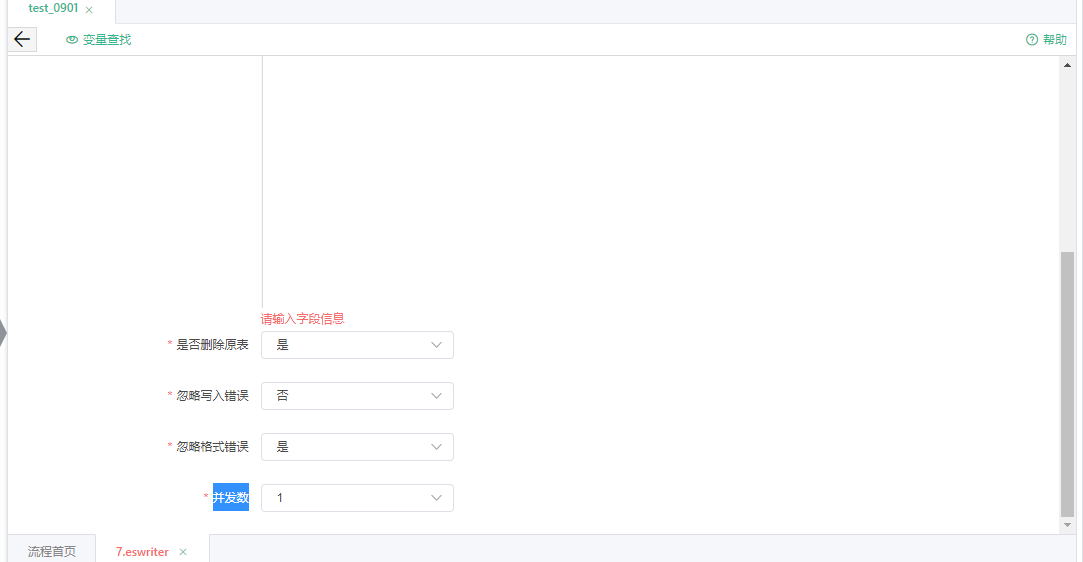 test_0901 ×
变量查找
帮助
请输入字段信息
* 是否删除原表 是
* 忽略写入错误 否
* 忽略格式错误 是
* 并发数 1
流程首页 7.eswriter ×